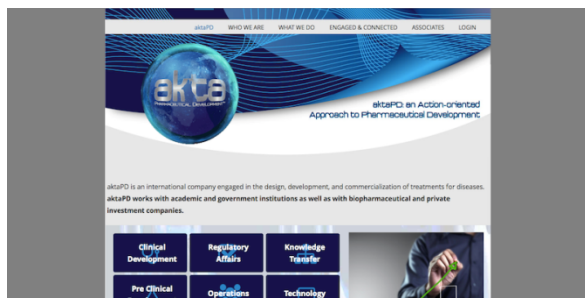 aktaPD WHO WE ARE WHAT WE DO ENGAGED & CONNECTED ASSOCIATES LOGIN
akta
PHARMACEUTICAL DEVELOPMENT
aktaPD: an Action-oriented
Approach to Pharmaceutical Development
aktaPD is an international company engaged in the design, development, and commercialization of treatments for diseases.
aktaPD works with academic and government institutions as well as with biopharmaceutical and private
investment companies.
Clinical
Development
Regulatory
Affairs
Knowledge
Transfer
Pre Clinical
Operations
Technology